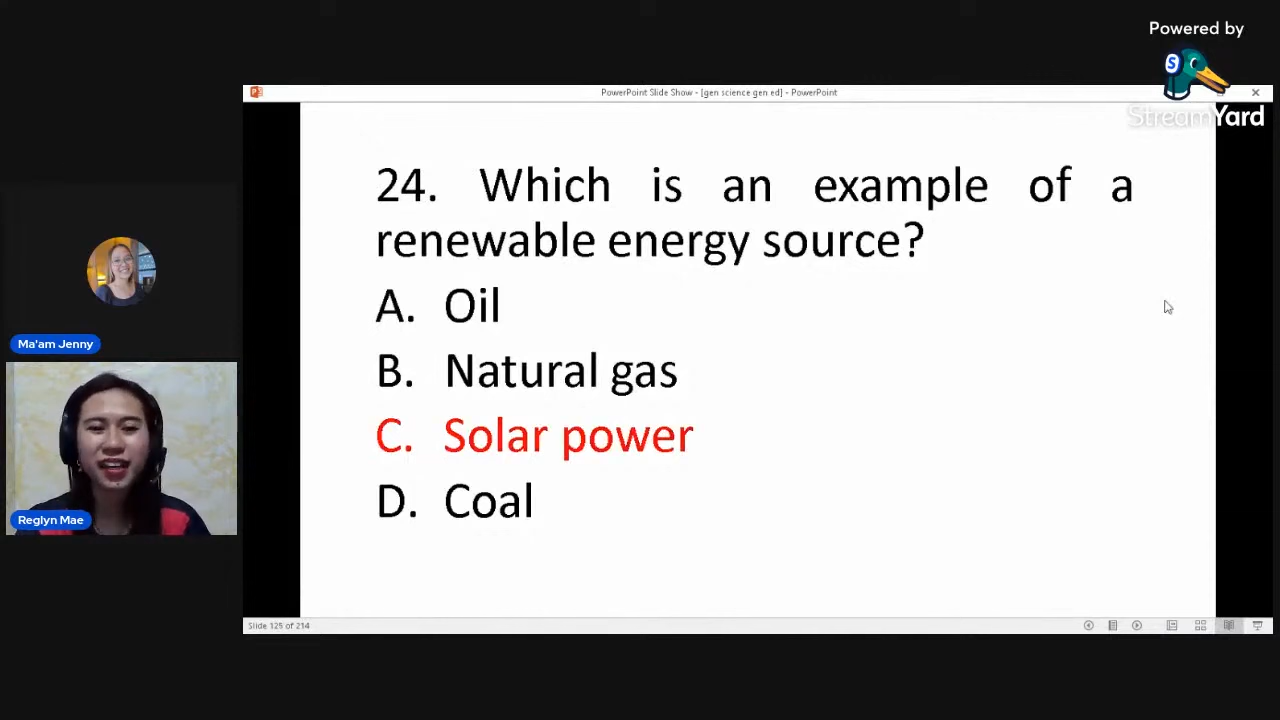 Powered by
S
StreamYard
PowerPoint Slide Show - [gen science gen ed] - PowerPoint
24. Which is an example of a
renewable energy source?
A. Oil
B. Natural gas
C. Solar power
D. Coal
Ma'am Jenny
Reglyn Mae
Slide 125 of 214